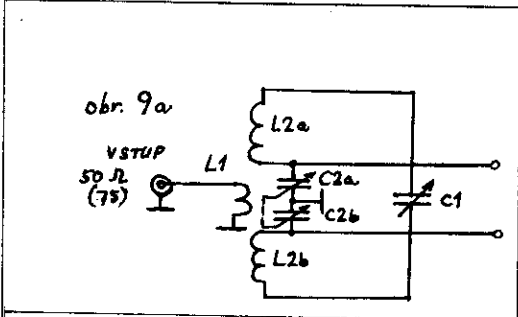 obr. 9a
VSTUP
50 Ω
(75)
L1
L2a
C2a
C2b
C1
L2b